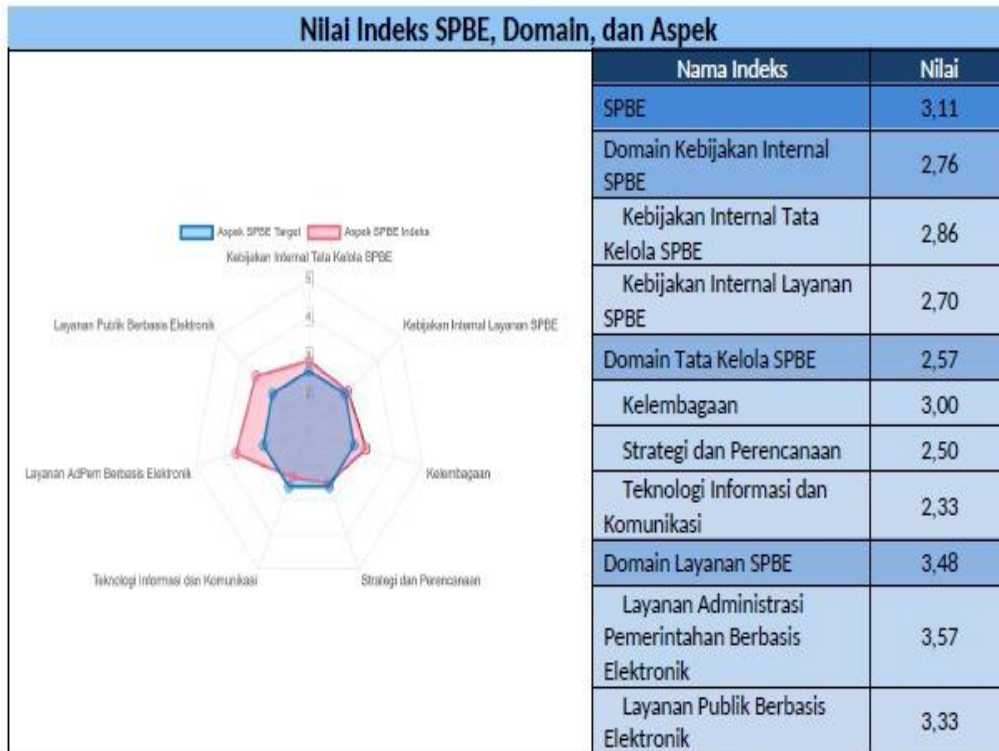 Nilai Indeks SPBE, Domain, dan Aspek
Aspek SPBE Target
Aspek SPBE Indeks
Kebijakan Internal Tata Kelola SPBE
5
4
3
2
Layanan Publik Berbasis Elektronik
Kebijakan Internal Layanan SPBE
Layanan AdPem Berbasis Elektronik
Kelembagaan
Teknologi Informasi dan Komunikasi
Strategi dan Perencanaan
Nama Indeks Nilai
SPBE 3,11
Domain Kebijakan Internal
SPBE 2,76
Kebijakan Internal Tata
Kelola SPBE 2,86
Kebijakan Internal Layanan
SPBE 2,70
Domain Tata Kelola SPBE 2,57
Kelembagaan 3,00
Strategi dan Perencanaan 2,50
Teknologi Informasi dan
Komunikasi 2,33
Domain Layanan SPBE 3,48
Layanan Administrasi
Pemerintahan Berbasis 3,57
Elektronik
Layanan Publik Berbasis
Elektronik 3,33